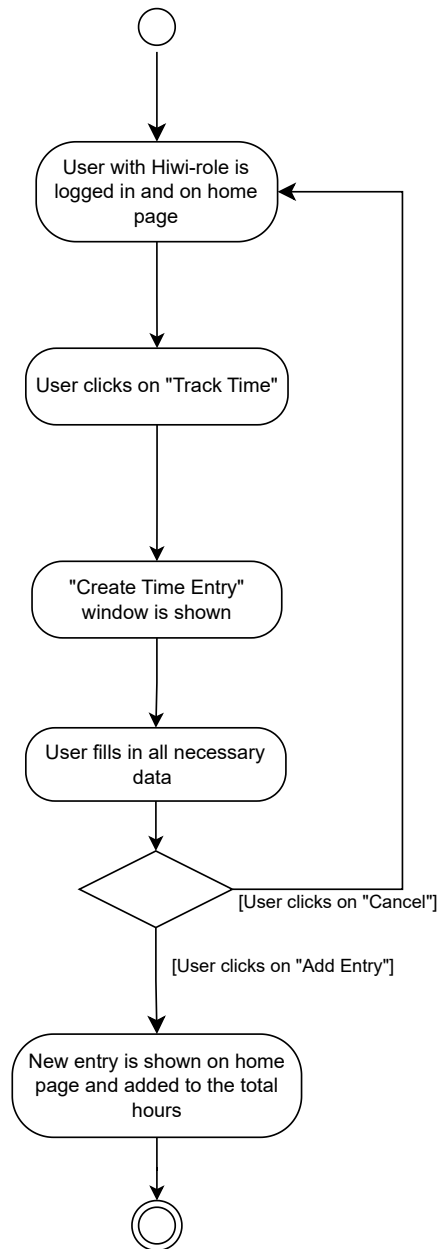 User with Hiwi-role is
logged in and on home
page
User clicks on "Track Time"
"Create Time Entry"
window is shown
User fills in all necessary
data
[User clicks on "Cancel"]
[User clicks on "Add Entry"]
New entry is shown on home
page and added to the total
hours